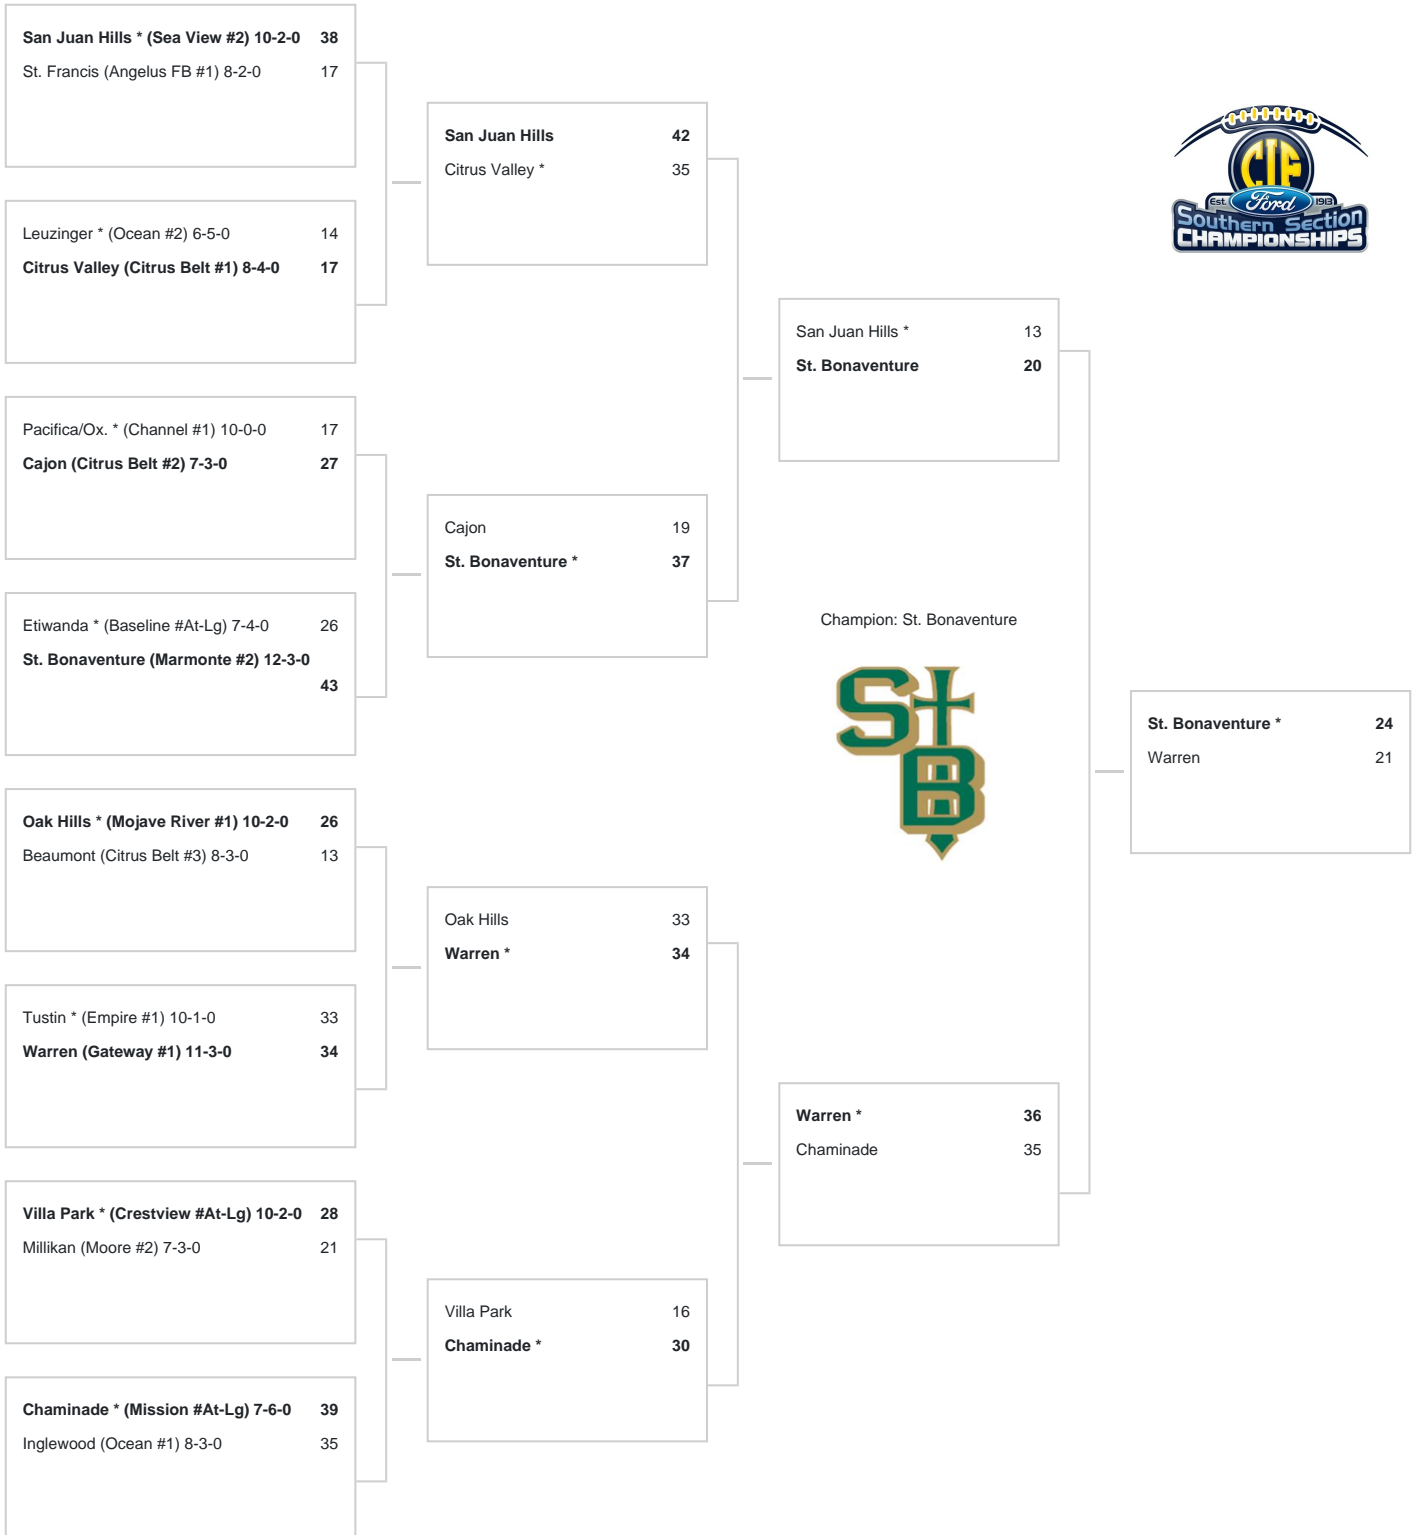 San Juan Hills * (Sea View #2) 10-2-0 38
St. Francis (Angelus FB #1) 8-2-0 17
Leuzinger * (Ocean #2) 6-5-0 14
Citrus Valley (Citrus Belt #1) 8-4-0 17
Pacifica/Ox. * (Channel #1) 10-0-0 17
Cajon (Citrus Belt #2) 7-3-0 27
Etiwanda * (Baseline #At-Lg) 7-4-0 26
St. Bonaventure (Marmonte #2) 12-3-0
43
Oak Hills * (Mojave River #1) 10-2-0 26
Beaumont (Citrus Belt #3) 8-3-0 13
Tustin * (Empire #1) 10-1-0 33
Warren (Gateway #1) 11-3-0 34
Villa Park * (Crestview #At-Lg) 10-2-0 28
Millikan (Moore #2) 7-3-0 21
Chaminade * (Mission #At-Lg) 7-6-0 39
Inglewood (Ocean #1) 8-3-0 35
San Juan Hills 42
Citrus Valley * 35
Cajon 19
St. Bonaventure * 37
Oak Hills 33
Warren * 34
Villa Park 16
Chaminade * 30
San Juan Hills * 13
St. Bonaventure 20
Warren * 36
Chaminade 35
Champion: St. Bonaventure
StB
St. Bonaventure * 24
Warren 21
CIF
Est. Ford 1913
Southern Section
CHAMPIONSHIPS